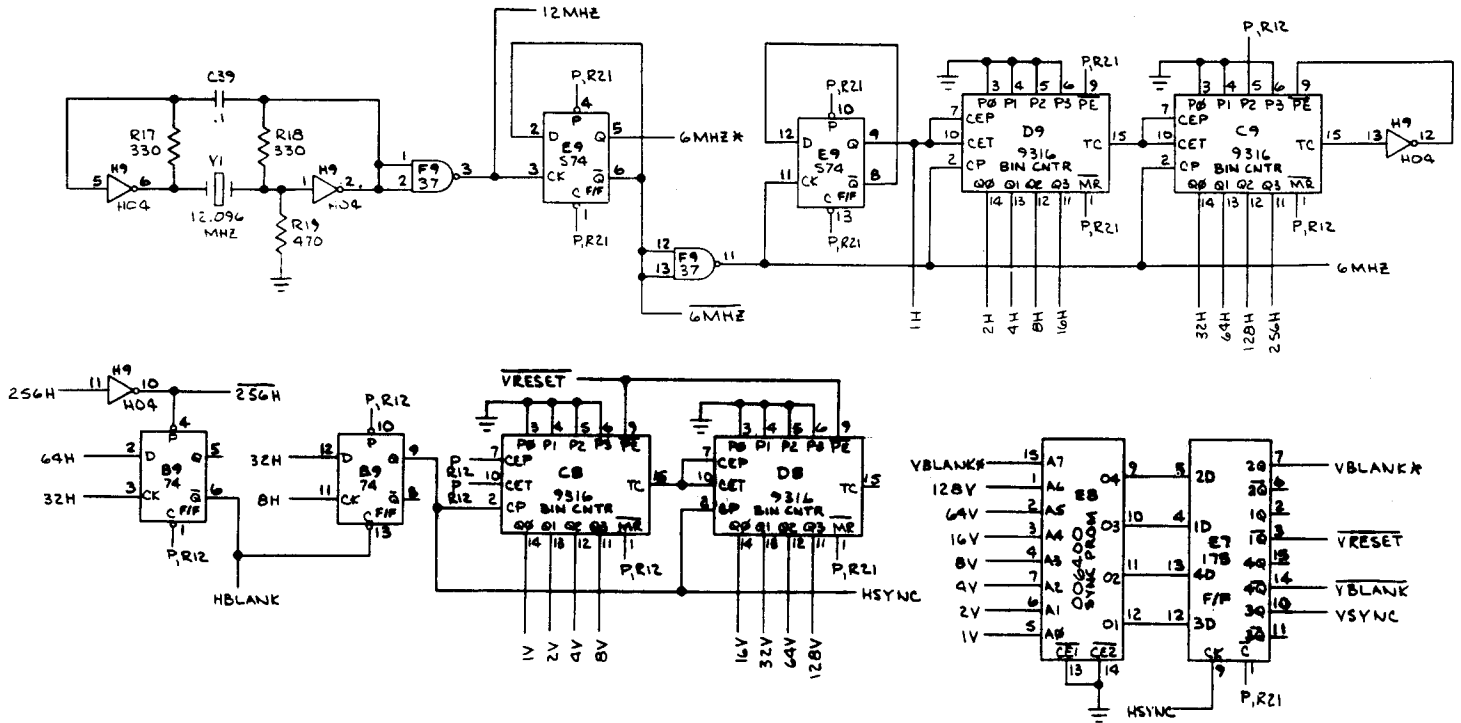 12MHZ
C39
.1
R17
330
R18
330
Y1
12.096
MHZ
H9
5
6
H04
H9
1
2
H04
R19
470
1
2
F9
37
3
P,R21
4
P
2
D
Q
5
6MHZ*
E9
S74
3
CK
Q
6
C
F/F
1
P,R21
12
13
F9
37
11
6MHZ
P,R21
10
P
12
D
Q
9
E9
S74
11
CK
Q
8
C
F/F
13
P,R21
P,R21
3
4
5
6
9
P0
P1
P2
P3
PE
7
CEP
10
CET
D9
TC
15
2
CP
9316
BIN CNTR
Q0
Q1
Q2
Q3
MR
14
13
12
11
1
P,R21
P,R12
3
4
5
6
9
P0
P1
P2
P3
PE
7
CEP
10
CET
C9
TC
15
2
CP
9316
BIN CNTR
Q0
Q1
Q2
Q3
MR
14
13
12
11
1
P,R12
H9
13
12
H04
6MHZ
1H
2H
4H
8H
16H
32H
64H
128H
256H
256H
11
H9
10
256H
H04
4
P
64H
2
D
Q
5
B9
74
32H
3
CK
Q
6
F/F
C
1
P,R12
HBLANK
P,R12
10
P
32H
12
D
Q
9
B9
74
8H
11
CK
Q
8
C
F/F
13
VRESET
3
4
5
6
9
P0
P1
P2
P3
PE
P
R12
7
CEP
P
R12
10
CET
C8
TC
15
2
CP
9316
BIN CNTR
Q0
Q1
Q2
Q3
MR
14
13
12
11
1
P,R12
1V
2V
4V
8V
3
4
5
6
9
P0
P1
P2
P3
PE
7
CEP
10
CET
D8
TC
15
2
CP
9316
BIN CNTR
Q0
Q1
Q2
Q3
MR
14
13
12
11
1
P,R21
HSYNC
16V
32V
64V
128V
VBLANK*
15
A7
128V
1
A6
64V
2
A5
16V
3
A4
8V
4
A3
4V
7
A2
2V
6
A1
1V
5
A0
E8
006400
SYNC PROM
O4
9
O3
10
O2
11
O1
12
CE1
CE2
13
14
5
2D
4
1D
13
4D
12
3D
E7
175
F/F
2Q
7
VBLANK*
2Q
6
1Q
2
1Q
3
VRESET
4Q
15
4Q
14
VBLANK
3Q
10
VSYNC
3Q
11
CK
C
9
1
P,R21
HSYNC